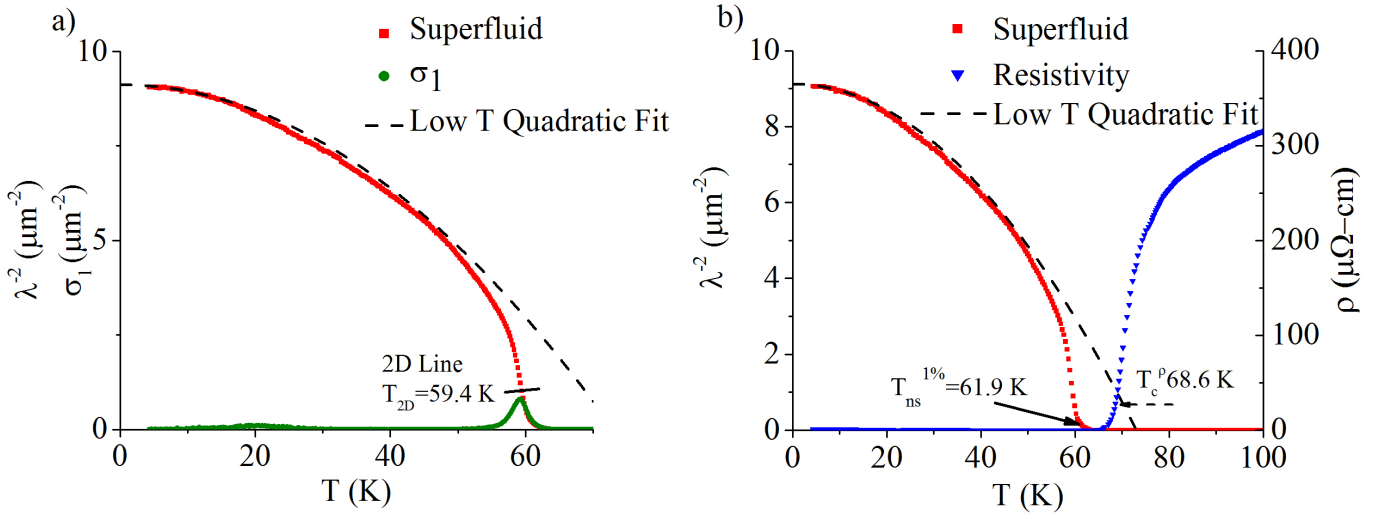 a)
Superfluid
σ1
Low T Quadratic Fit
10
5
0
λ-2 (μm-2)
σ1 (μm-2)
2D Line
T2D=59.4 K
0 20 40 60
T (K)
b)
Superfluid
Resistivity
Low T Quadratic Fit
10
8
6
4
2
0
λ-2 (μm-2)
400
300
200
100
0
ρ (μΩ−cm)
Tns1%=61.9 K
Tcρ68.6 K
0 20 40 60 80 100
T (K)